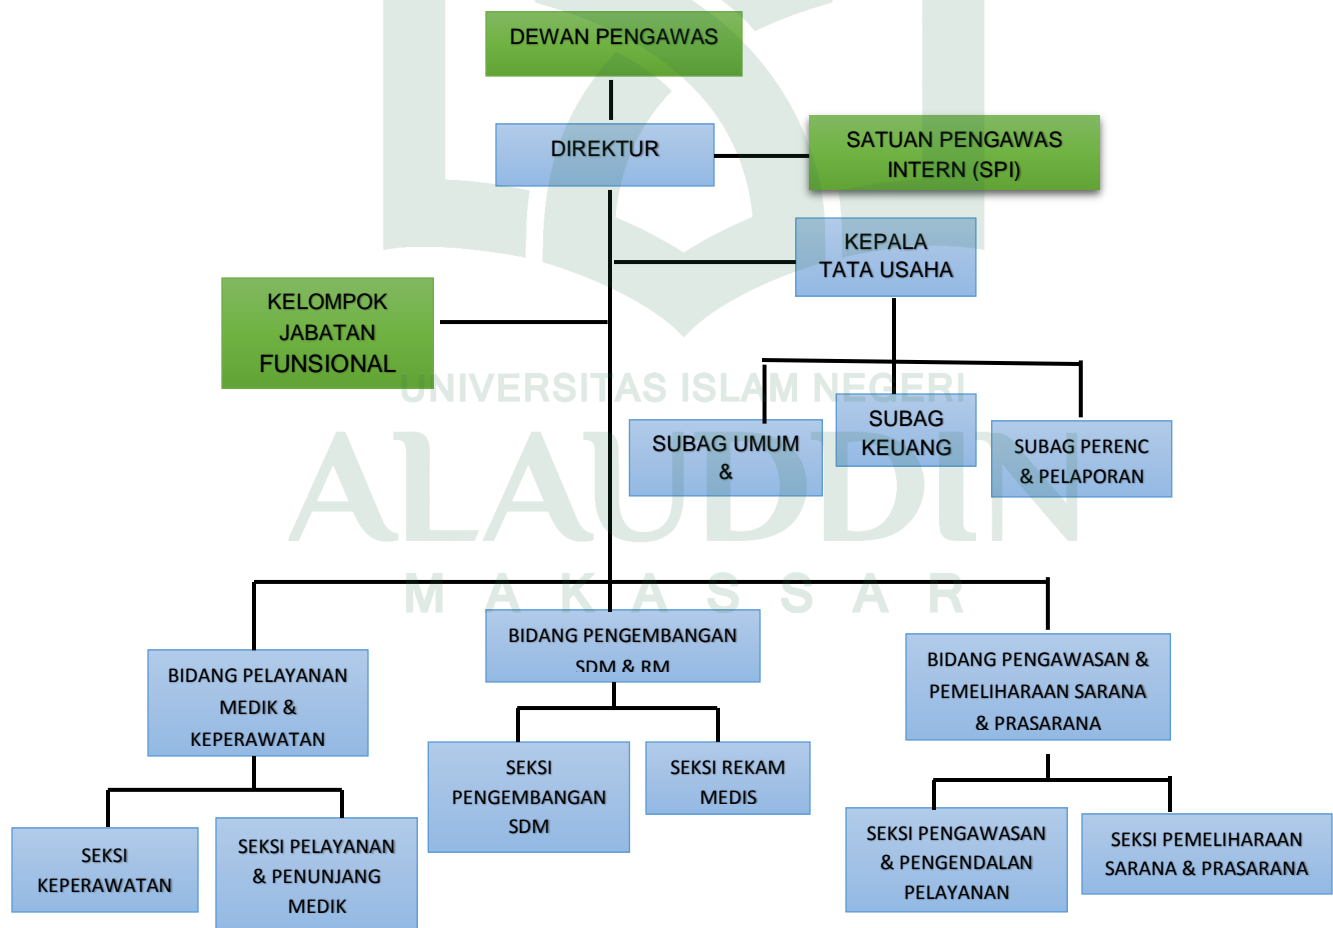 DEWAN PENGAWAS
DIREKTUR
SATUAN PENGAWAS
INTERN (SPI)
KEPALA
TATA USAHA
KELOMPOK
JABATAN
FUNSIONAL
UNIVERSITAS ISLAM NEGERI
SUBAG UMUM
&
SUBAG
KEUANG
SUBAG PERENC
& PELAPORAN
ALAUDDIN
MAKASSAR
BIDANG PELAYANAN
MEDIK &
KEPERAWATAN
BIDANG PENGEMBANGAN
SDM & RM
BIDANG PENGAWASAN &
PEMELIHARAAN SARANA
& PRASARANA
SEKSI
KEPERAWATAN
SEKSI PELAYANAN
& PENUNJANG
MEDIK
SEKSI
PENGEMBANGAN
SDM
SEKSI REKAM
MEDIS
SEKSI PENGAWASAN
& PENGENDALAN
PELAYANAN
SEKSI PEMELIHARAAN
SARANA & PRASARANA